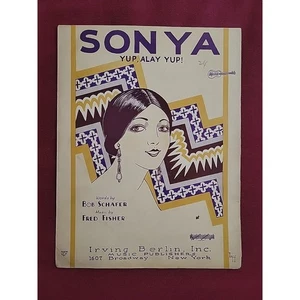 SONYA
YUP ALAY YUP!
Words by
BOB SCHAFER
Music by
FRED FISHER
Irving Berlin, Inc.
MUSIC PUBLISHERS
1607 Broadway New York